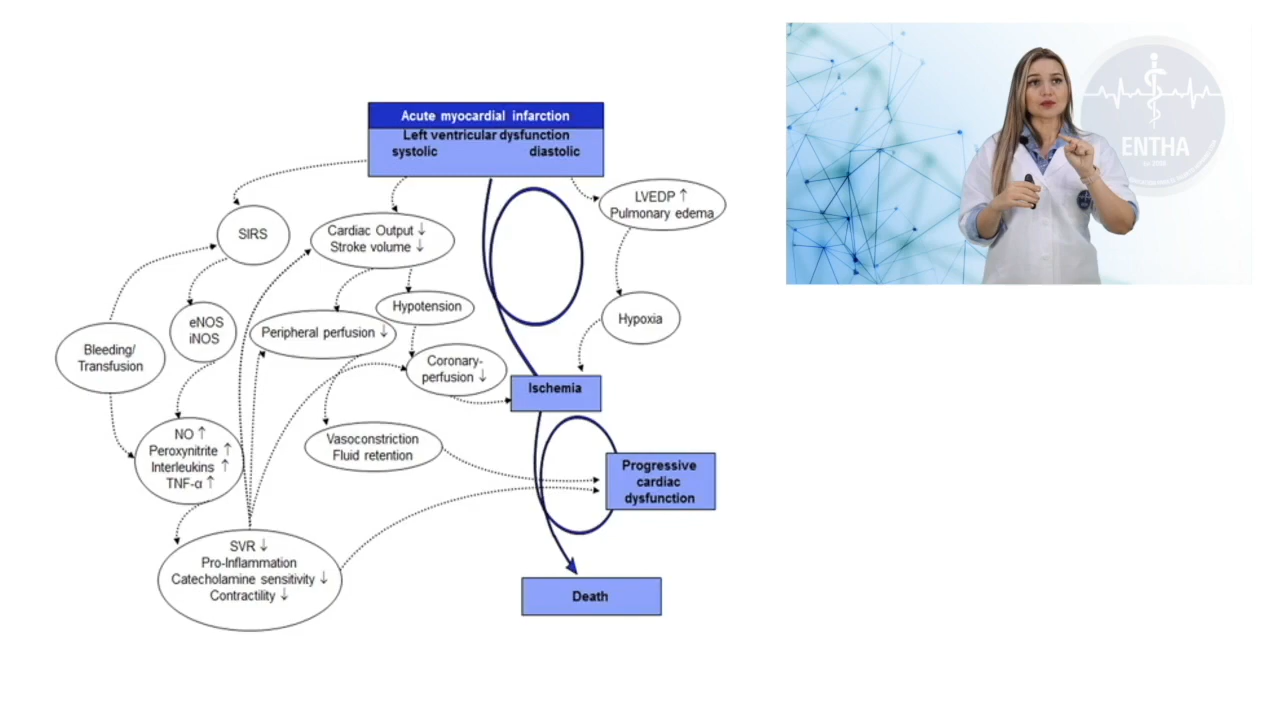 Acute myocardial infarction
Left ventricular dysfunction
systolic diastolic
LVEDP ↑
Pulmonary edema
SIRS
Cardiac Output ↓
Stroke volume ↓
eNOS
iNOS
Hypotension
Peripheral perfusion ↓
Hypoxia
Bleeding/
Transfusion
Coronary-
perfusion ↓
Ischemia
NO ↑
Peroxynitrite ↑
Interleukins ↑
TNF-α ↑
Vasoconstriction
Fluid retention
Progressive
cardiac
dysfunction
SVR ↓
Pro-Inflammation
Catecholamine sensitivity ↓
Contractility ↓
Death
ENTHA